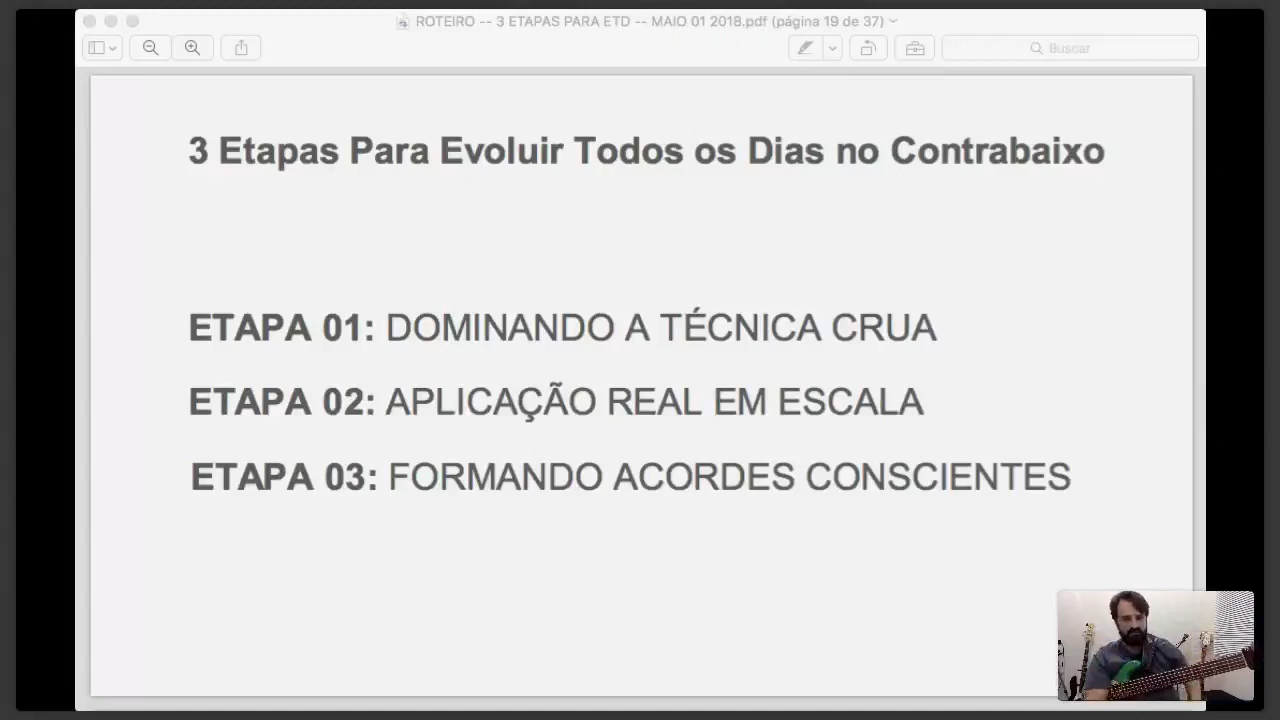 ROTEIRO -- 3 ETAPAS PARA ETD -- MAIO 01 2018.pdf (página 19 de 37)
Buscar
3 Etapas Para Evoluir Todos os Dias no Contrabaixo
ETAPA 01: DOMINANDO A TÉCNICA CRUA
ETAPA 02: APLICAÇÃO REAL EM ESCALA
ETAPA 03: FORMANDO ACORDES CONSCIENTES